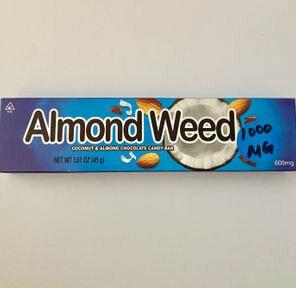 Almond Weed
1000
MG
COCONUT & ALMOND CHOCOLATE CANDY BAR
NET WT 1.61 OZ (45 g)
600mg